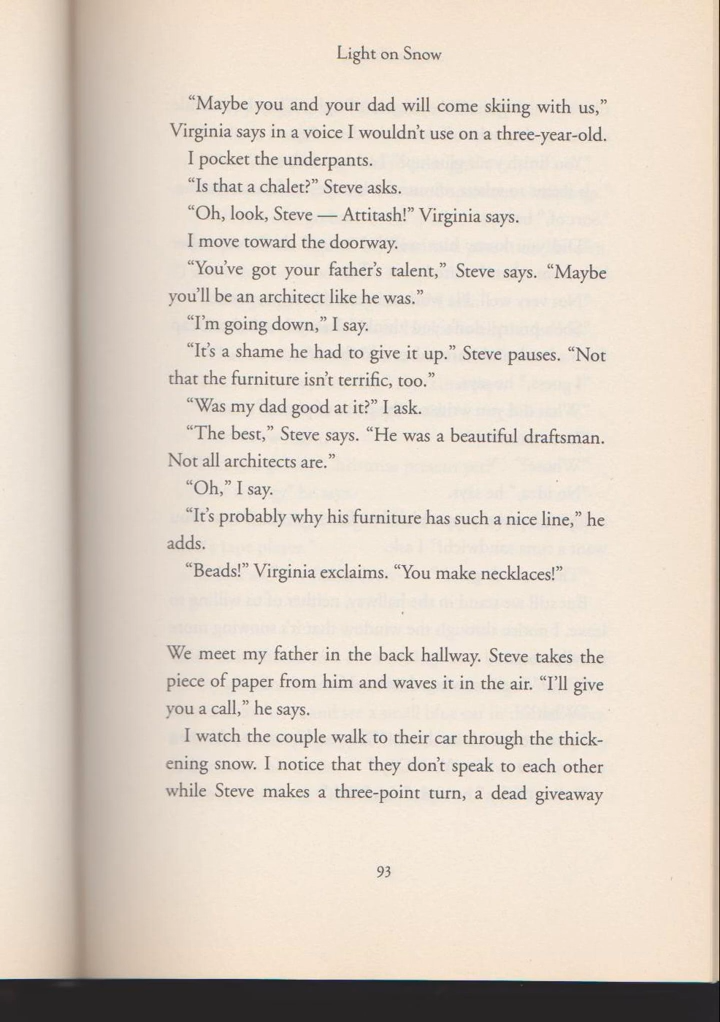 Light on Snow
“Maybe you and your dad will come skiing with us,”
Virginia says in a voice I wouldn’t use on a three-year-old.
I pocket the underpants.
“Is that a chalet?” Steve asks.
“Oh, look, Steve — Attitash!” Virginia says.
I move toward the doorway.
“You’ve got your father’s talent,” Steve says. “Maybe
you’ll be an architect like he was.”
“I’m going down,” I say.
“It’s a shame he had to give it up.” Steve pauses. “Not
that the furniture isn’t terrific, too.”
“Was my dad good at it?” I ask.
“The best,” Steve says. “He was a beautiful draftsman.
Not all architects are.”
“Oh,” I say.
“It’s probably why his furniture has such a nice line,” he
adds.
“Beads!” Virginia exclaims. “You make necklaces!”
We meet my father in the back hallway. Steve takes the
piece of paper from him and waves it in the air. “I’ll give
you a call,” he says.
I watch the couple walk to their car through the thick-
ening snow. I notice that they don’t speak to each other
while Steve makes a three-point turn, a dead giveaway
93